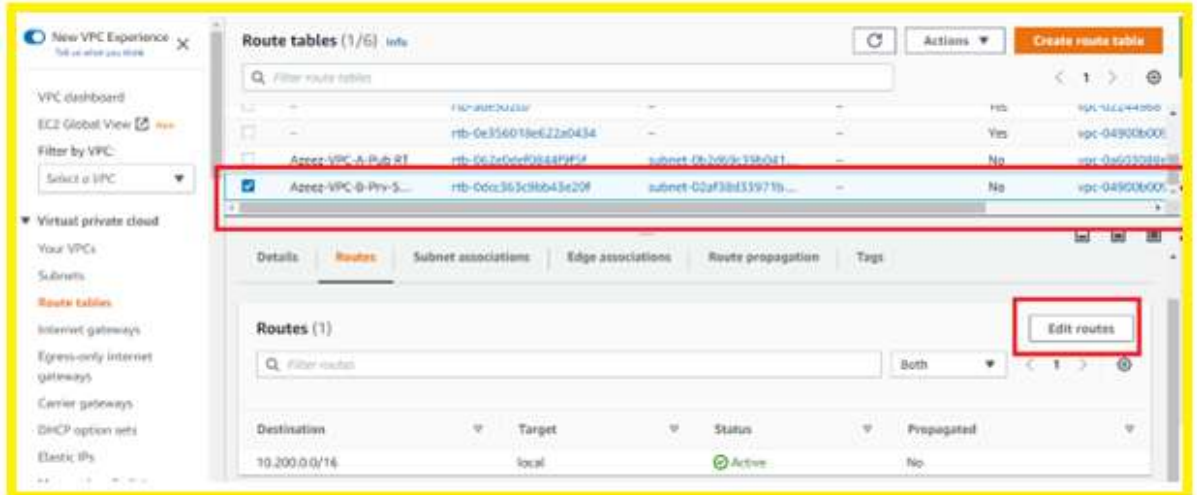 New VPC Experience
Tell us what you think
VPC dashboard
EC2 Global View New
Filter by VPC:
Select a VPC
Virtual private cloud
Your VPCs
Subnets
Route tables
Internet gateways
Egress-only internet
gateways
Carrier gateways
DHCP option sets
Elastic IPs
Route tables (1/6) Info
Actions
Create route table
Filter route tables
1
- - - Yes
- rtb-0e356018e622a0434 - - Yes
Azeez-VPC-A-Pub RT - No
Azeez-VPC-B-Prv-S... - No
Details Routes Subnet associations Edge associations Route propagation Tags
Routes (1)
Edit routes
Filter routes
Both
1
Destination Target Status Propagated
10.200.0.0/16 local Active No